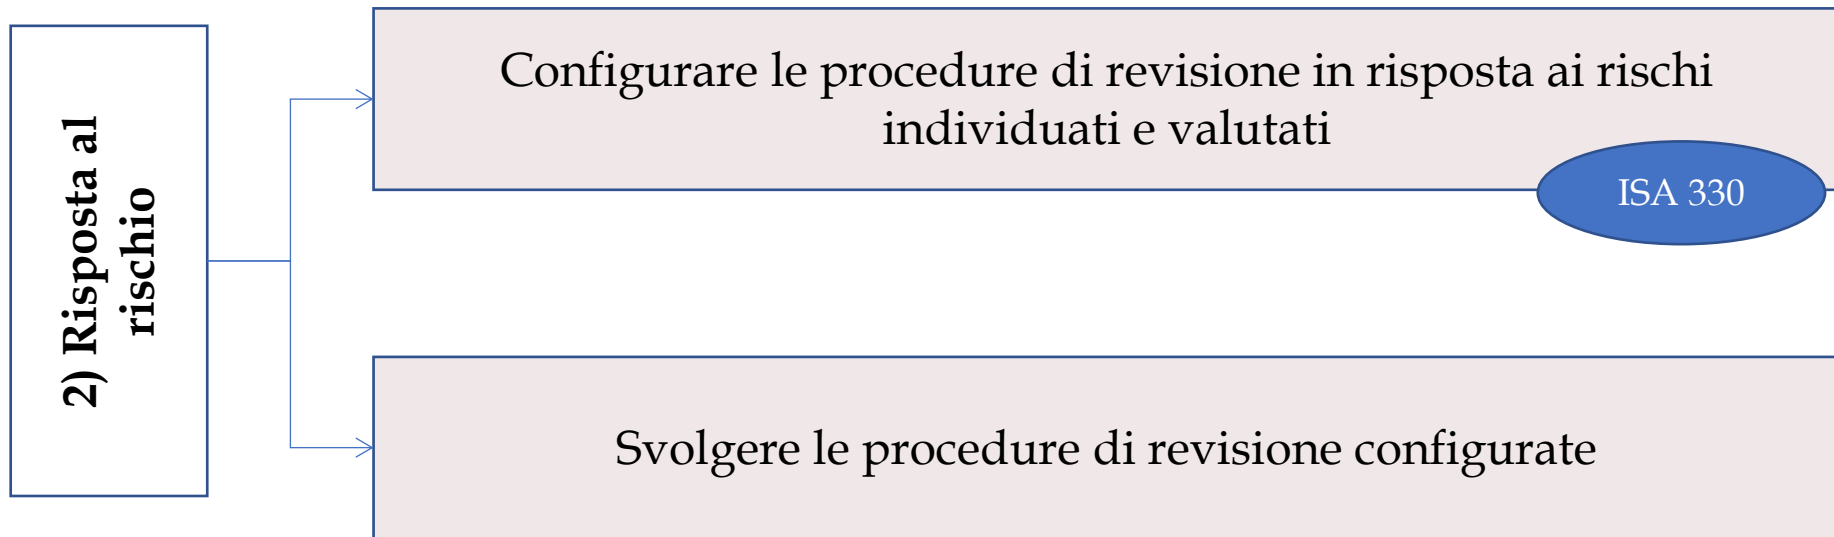 2) Risposta al
rischio
Configurare le procedure di revisione in risposta ai rischi
individuati e valutati
ISA 330
Svolgere le procedure di revisione configurate